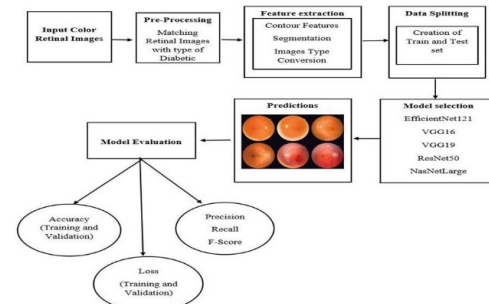 Input Color
Retinal Images
Pre-Processing
Matching
Retinal Images
with type of
Diabetic
Feature extraction
Contour Features
Segmentation
Images Type
Conversion
Data Splitting
Creation of
Train and Test
set
Model selection
EfficientNet121
VGG16
VGG19
ResNet50
NasNetLarge
Predictions
Model Evaluation
Accuracy
(Training and
Validation)
Loss
(Training and
Validation)
Precision
Recall
F-Score